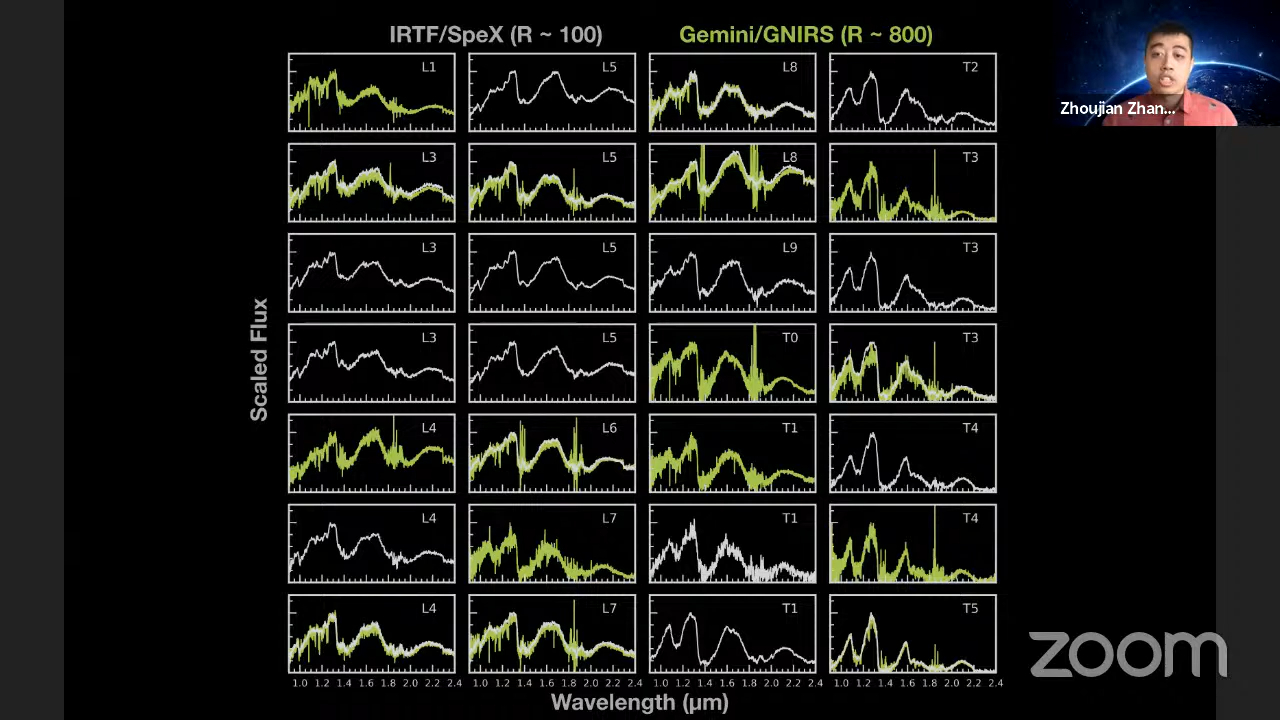 IRTF/SpeX (R ~ 100) Gemini/GNIRS (R ~ 800)
Zhoujian Zhan...
L1 L5 L8 T2
L3 L5 L8 T3
L3 L5 L9 T3
L3 L5 T0 T3
L4 L6 T1 T4
L4 L7 T1 T4
L4 L7 T1 T5
Scaled Flux
1.0 1.2 1.4 1.6 1.8 2.0 2.2 2.4 1.0 1.2 1.4 1.6 1.8 2.0 2.2 2.4 1.0 1.2 1.4 1.6 1.8 2.0 2.2 2.4 1.0 1.2 1.4 1.6 1.8 2.0 2.2 2.4
Wavelength (μm)
zoom